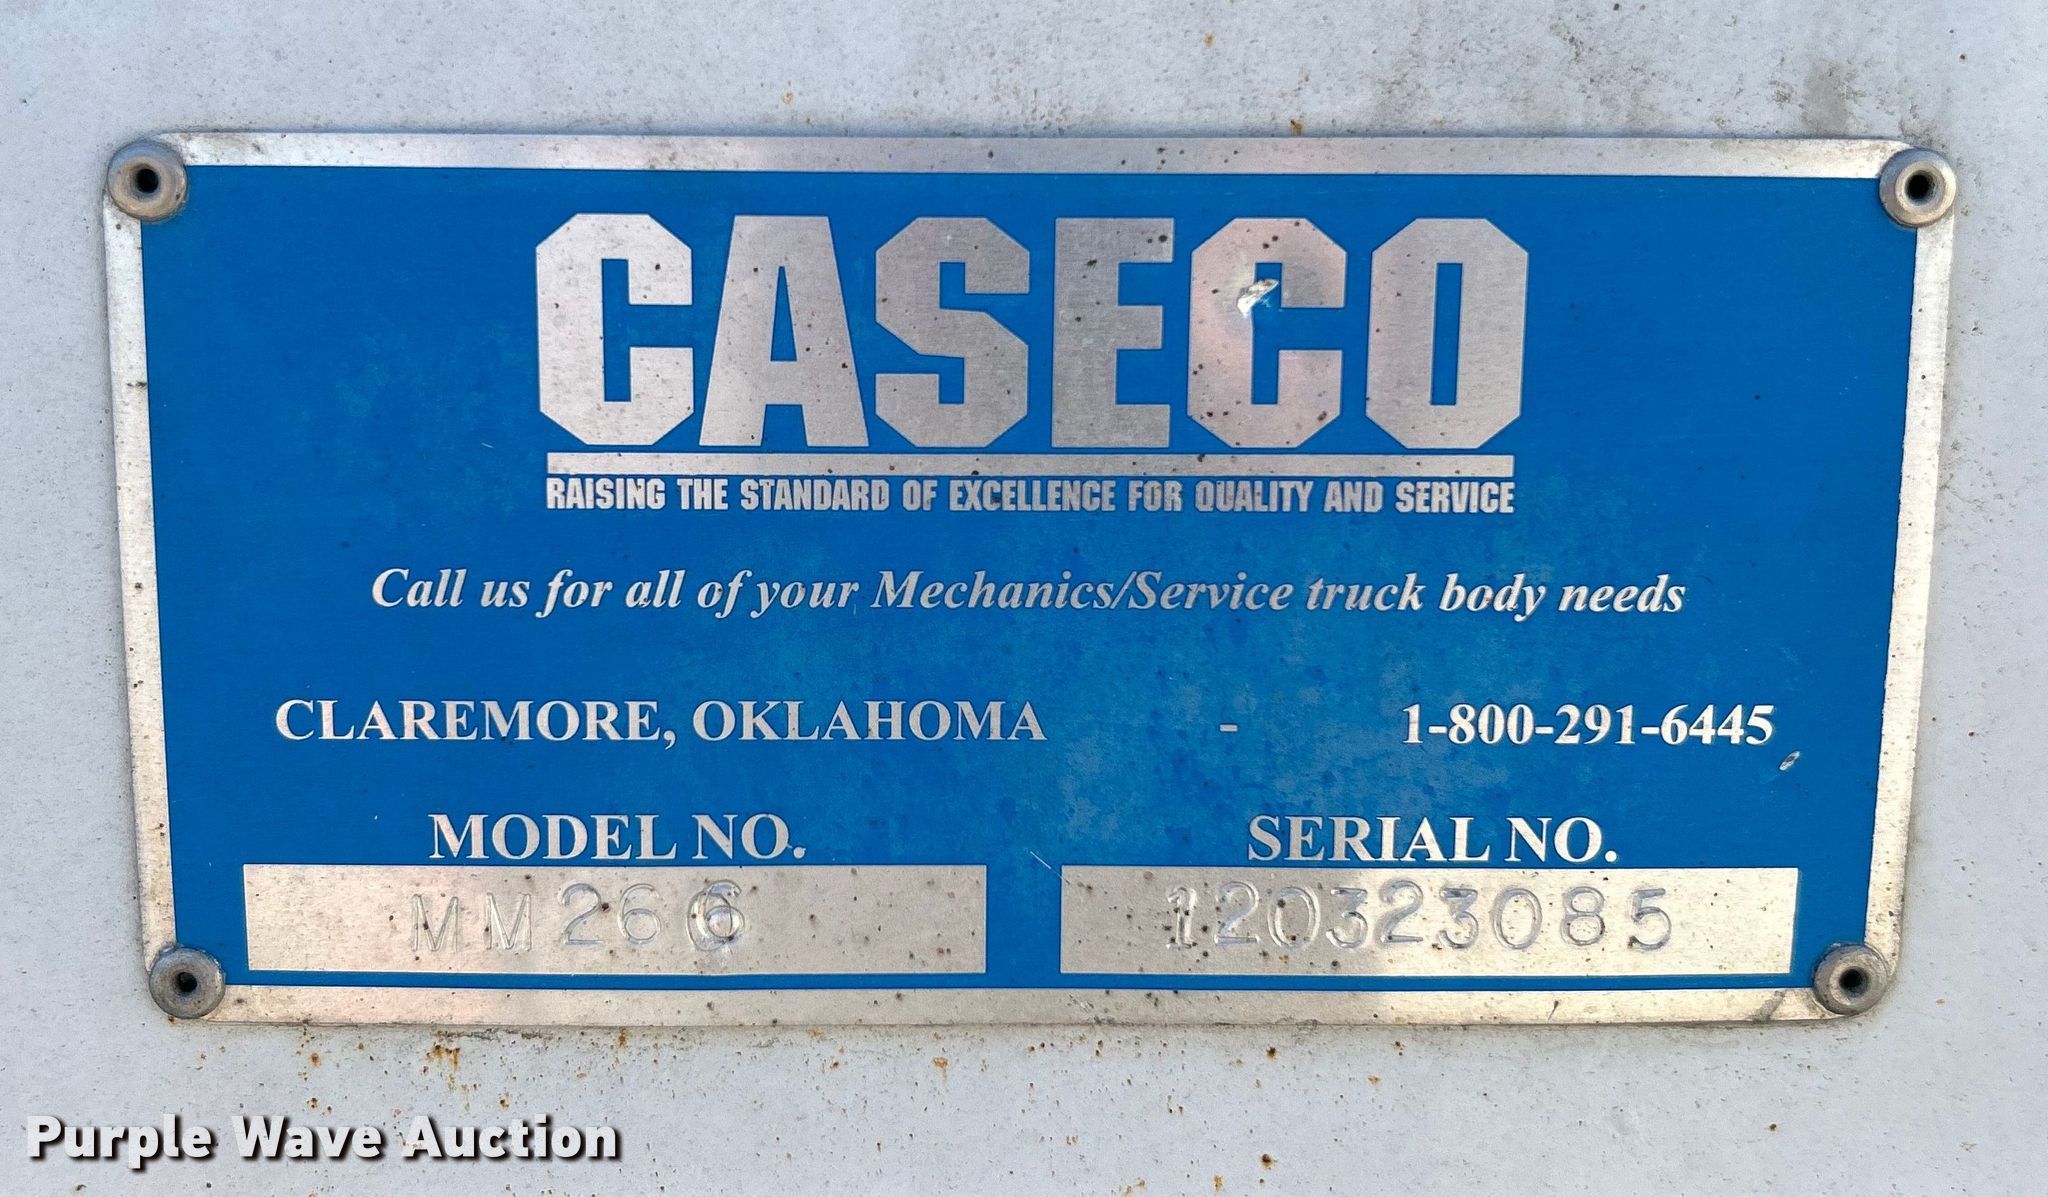 CASECO
RAISING THE STANDARD OF EXCELLENCE FOR QUALITY AND SERVICE
Call us for all of your Mechanics/Service truck body needs
CLAREMORE, OKLAHOMA - 1-800-291-6445
MODEL NO. SERIAL NO.
MM266 120323085
Purple Wave Auction